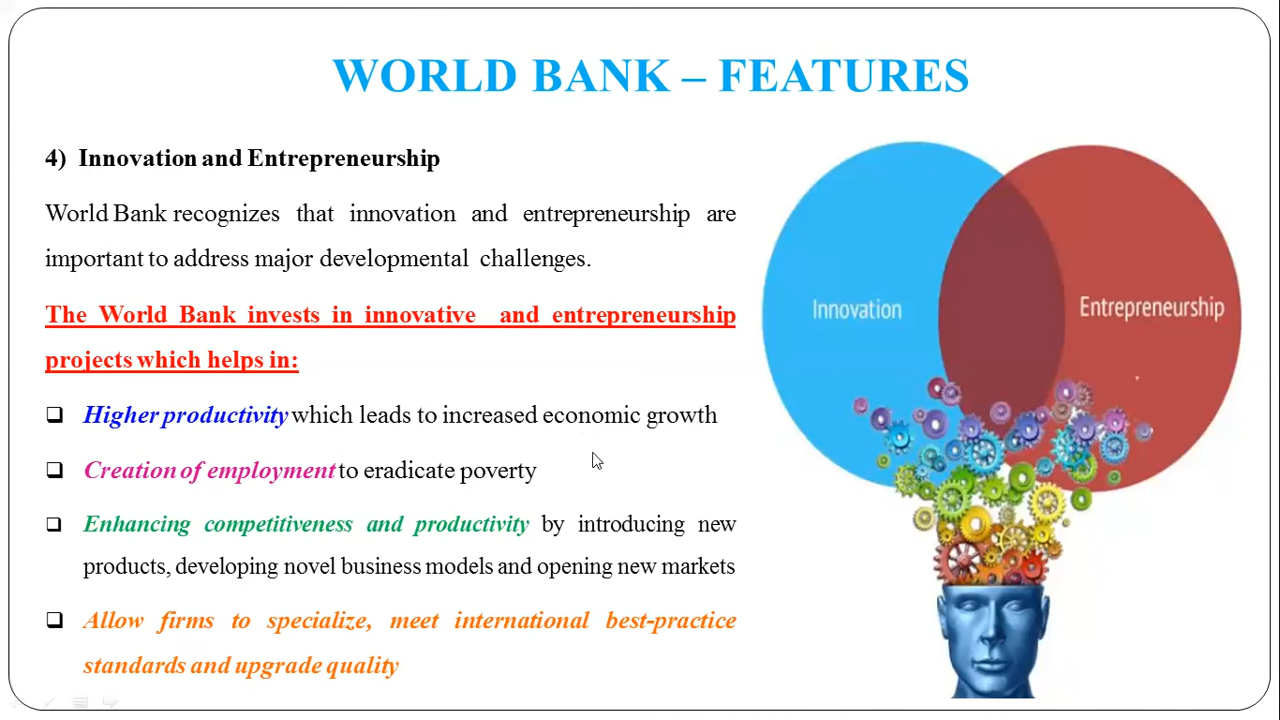 WORLD BANK – FEATURES
4) Innovation and Entrepreneurship
World Bank recognizes that innovation and entrepreneurship are
important to address major developmental challenges.
The World Bank invests in innovative and entrepreneurship
projects which helps in:
Higher productivity which leads to increased economic growth
Creation of employment to eradicate poverty
Enhancing competitiveness and productivity by introducing new
products, developing novel business models and opening new markets
Allow firms to specialize, meet international best-practice
standards and upgrade quality
Innovation
Entrepreneurship